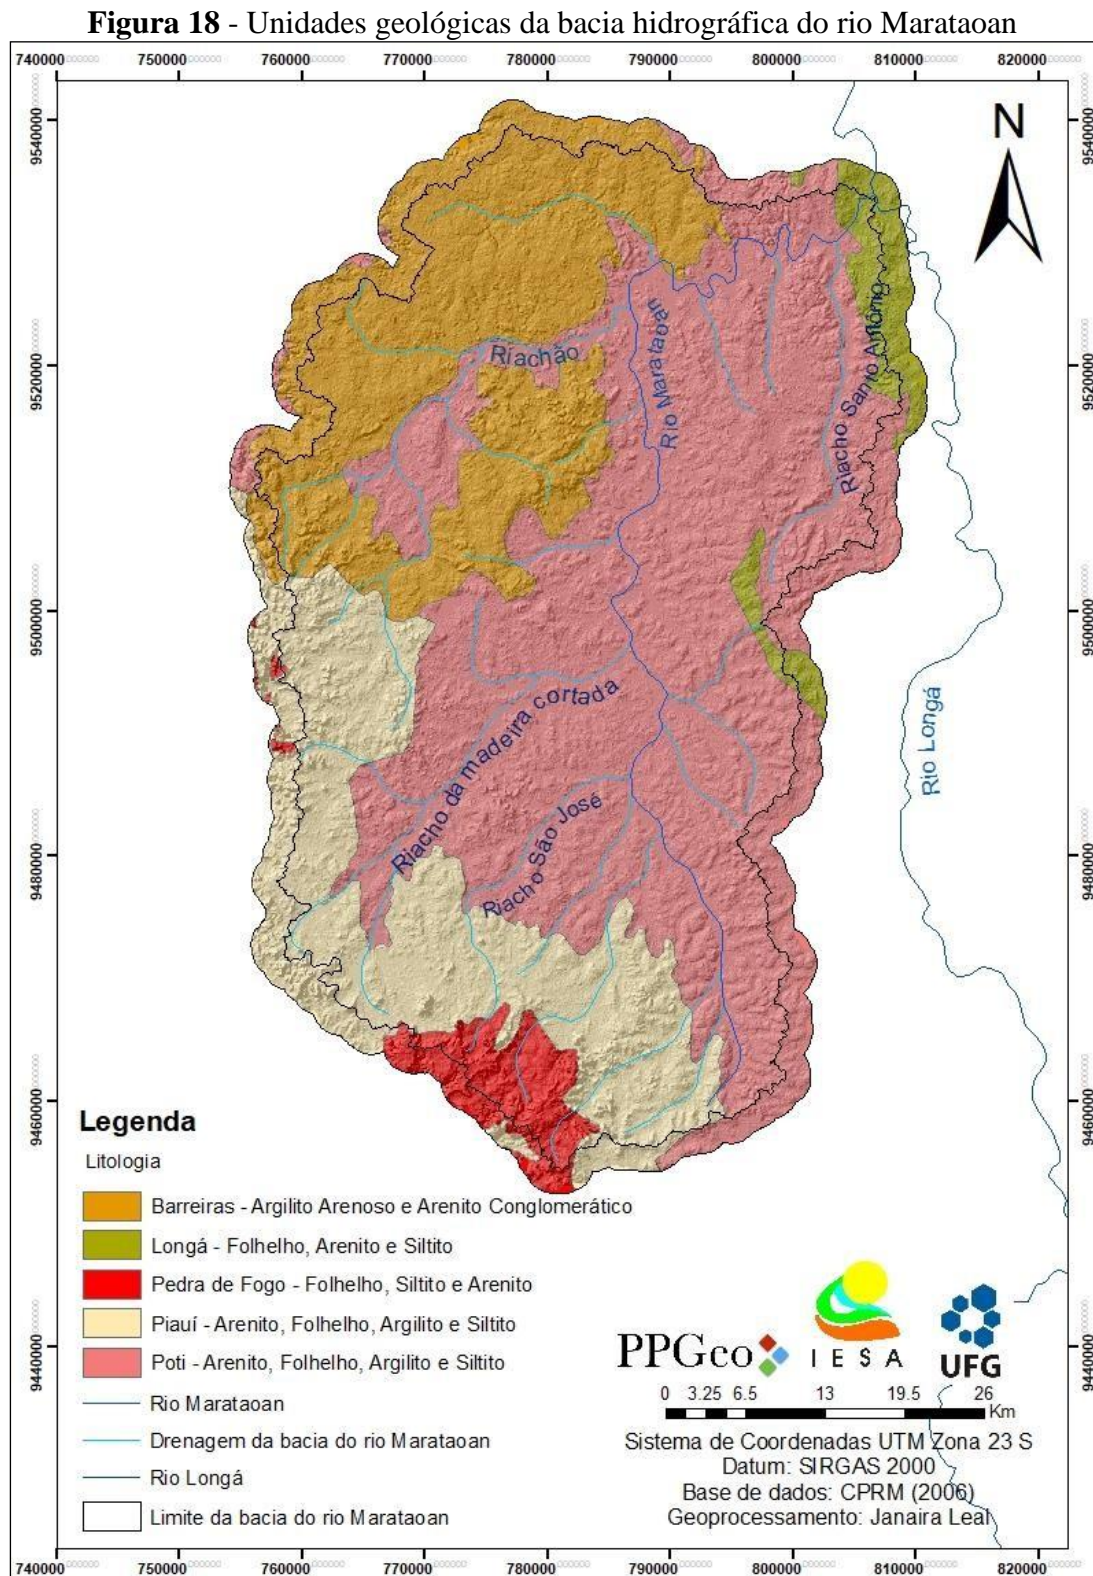 Figura 18 - Unidades geológicas da bacia hidrográfica do rio Marataoan
740000 750000 760000 770000 780000 790000 800000 810000 820000
9540000
9540000
N
Riacho Santo Antônio
Rio Marataoan
Riachão
9520000
9520000
9500000
9500000
Riacho da madeira cortada
Rio Longá
Riacho São José
9480000
9480000
9460000
9460000
Legenda
Litologia
Barreiras - Argilito Arenoso e Arenito Conglomerático
Longá - Folhelho, Arenito e Siltito
Pedra de Fogo - Folhelho, Siltito e Arenito
Piauí - Arenito, Folhelho, Argilito e Siltito
Poti - Arenito, Folhelho, Argilito e Siltito
Rio Marataoan
Drenagem da bacia do rio Marataoan
Rio Longá
Limite da bacia do rio Marataoan
9440000
9440000
PPGeo IESA UFG
0 3.25 6.5 13 19.5 26
Km
Sistema de Coordenadas UTM Zona 23 S
Datum: SIRGAS 2000
Base de dados: CPRM (2006)
Geoprocessamento: Janaira Leal
740000 750000 760000 770000 780000 790000 800000 810000 820000